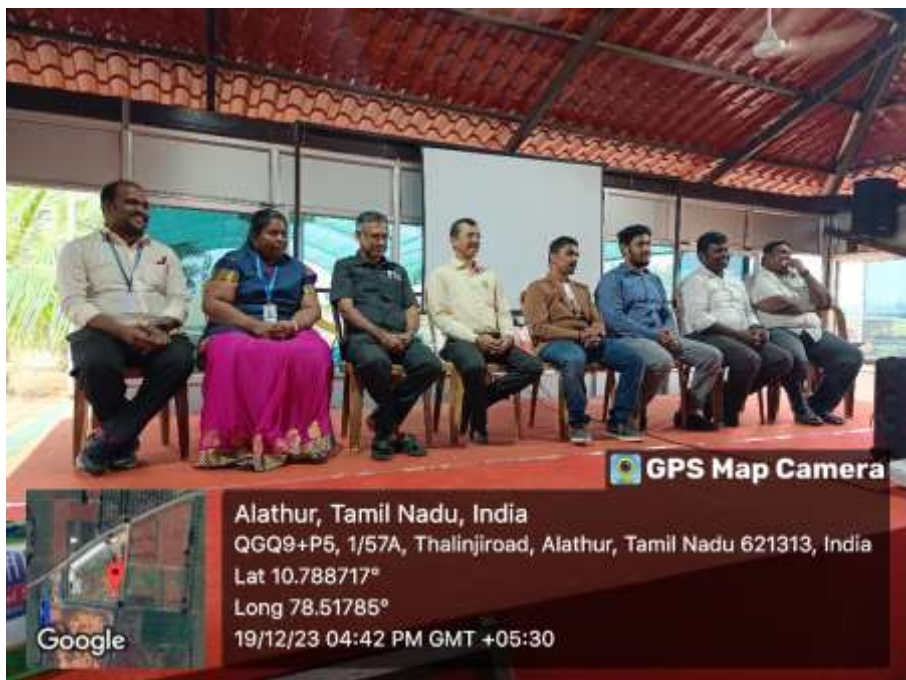 GPS Map Camera
Alathur, Tamil Nadu, India
QGQ9+P5, 1/57A, Thalinjiroad, Alathur, Tamil Nadu 621313, India
Lat 10.788717°
Long 78.51785°
19/12/23 04:42 PM GMT +05:30
Google